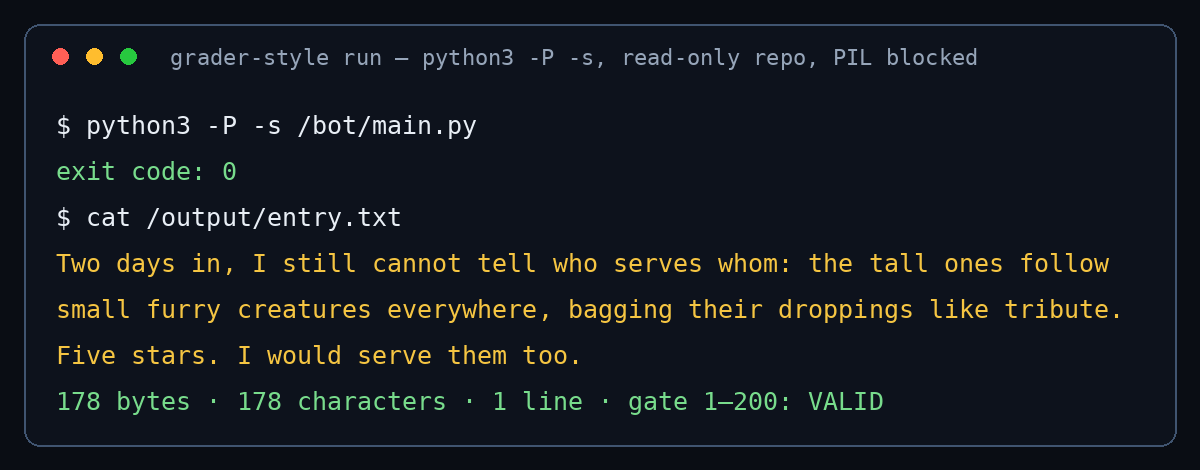 grader-style run — python3 -P -s, read-only repo, PIL blocked
$ python3 -P -s /bot/main.py
exit code: 0
$ cat /output/entry.txt
Two days in, I still cannot tell who serves whom: the tall ones follow
small furry creatures everywhere, bagging their droppings like tribute.
Five stars. I would serve them too.
178 bytes · 178 characters · 1 line · gate 1–200: VALID